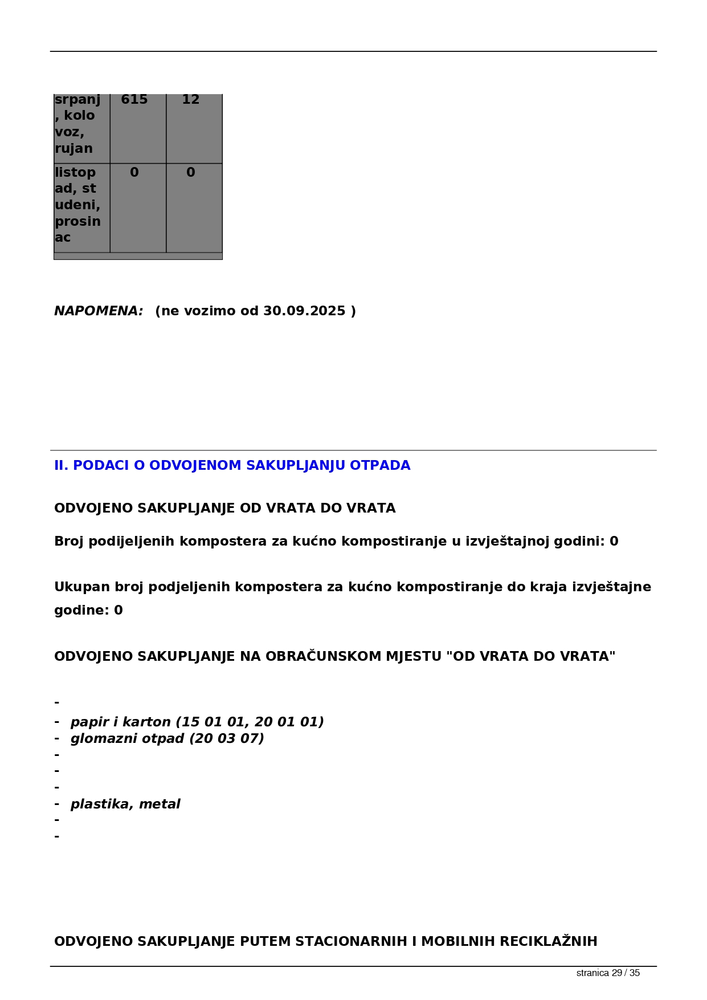 srpanj 615 12
, kolo
voz,
rujan
listop 0 0
ad, st
udeni,
prosin
ac
NAPOMENA: (ne vozimo od 30.09.2025 )
II. PODACI O ODVOJENOM SAKUPLJANJU OTPADA
ODVOJENO SAKUPLJANJE OD VRATA DO VRATA
Broj podijeljenih kompostera za kućno kompostiranje u izvještajnoj godini: 0
Ukupan broj podjeljenih kompostera za kućno kompostiranje do kraja izvještajne
godine: 0
ODVOJENO SAKUPLJANJE NA OBRAČUNSKOM MJESTU "OD VRATA DO VRATA"
-
- papir i karton (15 01 01, 20 01 01)
- glomazni otpad (20 03 07)
-
-
-
- plastika, metal
-
-
ODVOJENO SAKUPLJANJE PUTEM STACIONARNIH I MOBILNIH RECIKLAŽNIH
stranica 29 / 35